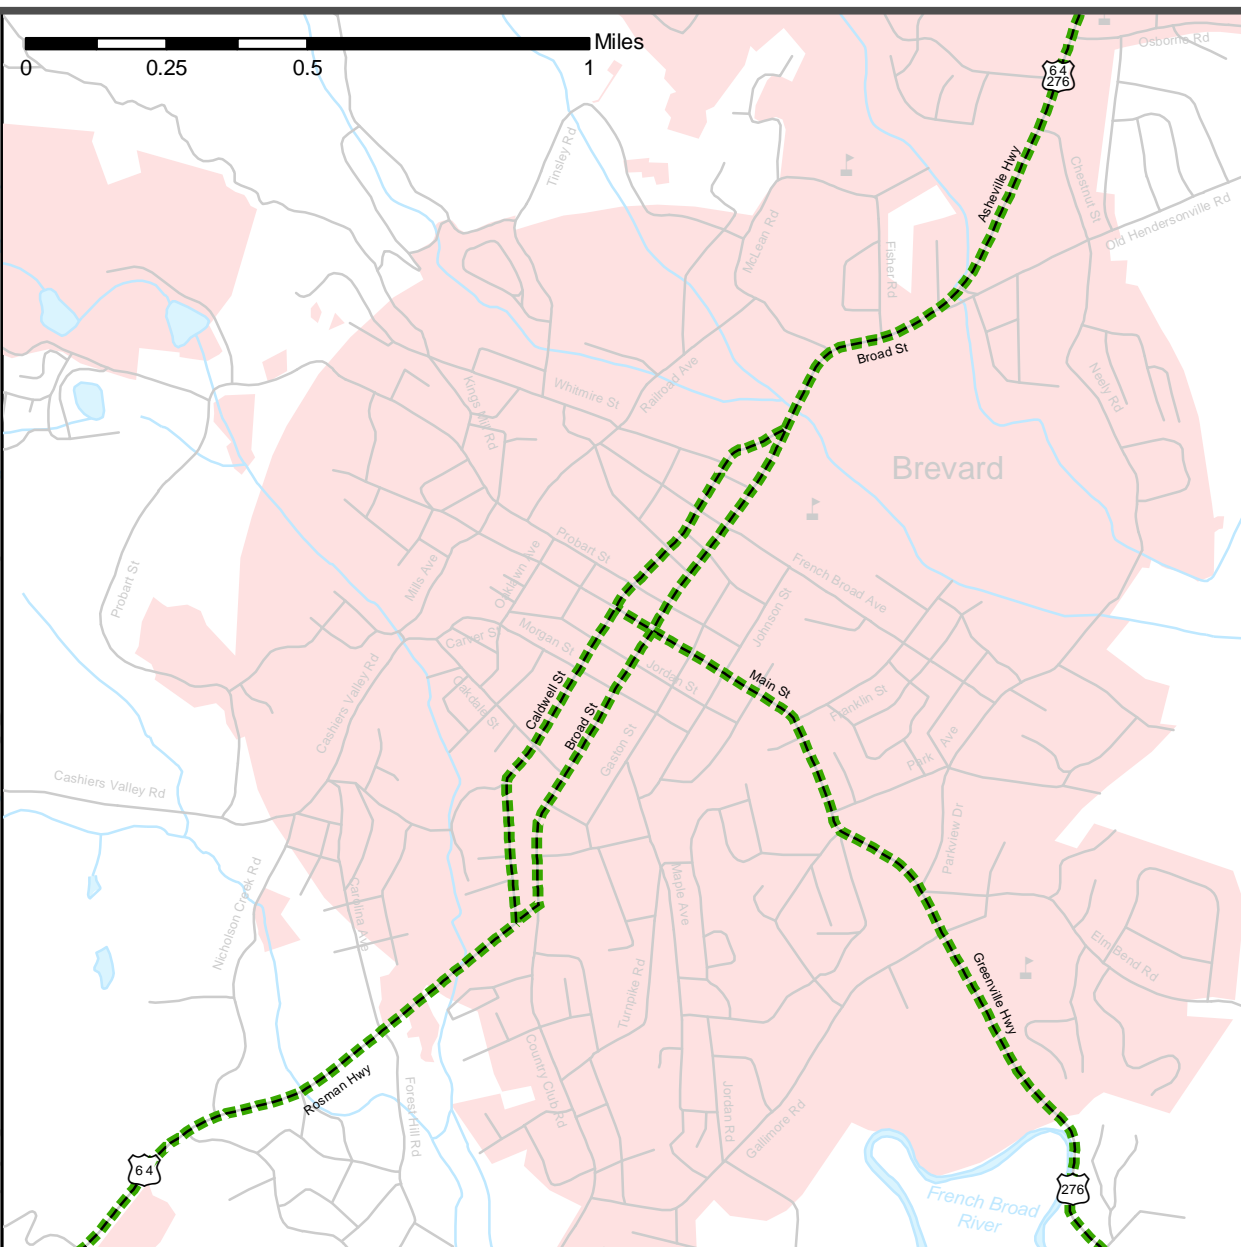 Miles
0 0.25 0.5 1
Osborne Rd
64
276
Tinsley Rd
Asheville Hwy
Chestnut St
Old Hendersonville Rd
McLean Rd
Fisher Rd
Broad St
Neely Rd
Railroad Ave
Whitmire St
Kings Mill Rd
Brevard
Probart St
Oaklawn Ave
Mills Ave
French Broad Ave
Probart St
Johnson St
Carver St
Morgan St
Jordan St
Main St
Cashiers Valley Rd
Oakdale St
Caldwell St
Broad St
Franklin St
Gaston St
Park Ave
Cashiers Valley Rd
Parkview Dr
Nicholson Creek Rd
Carolina Ave
Maple Ave
Elm Bend Rd
Greenville Hwy
Turnpike Rd
Country Club Rd
Rosman Hwy
Forest Hill Rd
Jordan Rd
Gallimore Rd
64
276
French Broad
River